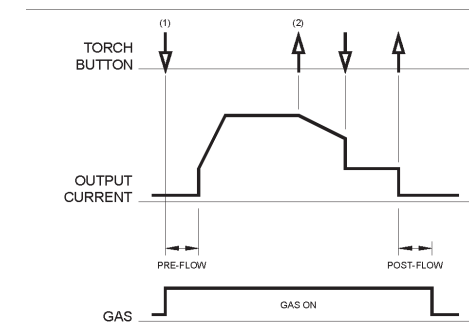 (1) (2)
TORCH
BUTTON
OUTPUT
CURRENT
PRE-FLOW POST-FLOW
GAS ON
GAS